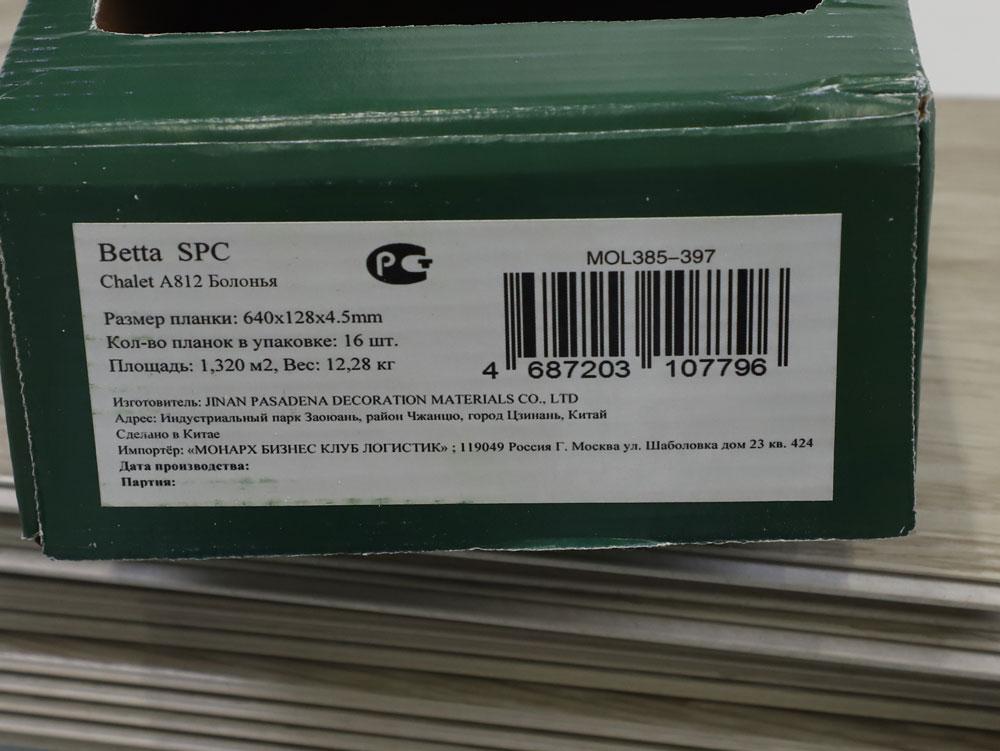 Betta SPC
Chalet A812 Болонья
РСТ
MOL385-397
Размер планки: 640x128x4.5mm
Кол-во планок в упаковке: 16 шт.
Площадь: 1,320 м2, Вес: 12,28 кг
4 687203 107796
Изготовитель: JINAN PASADENA DECORATION MATERIALS CO., LTD
Адрес: Индустриальный парк Заоюань, район Чжанцю, город Цзинань, Китай
Сделано в Китае
Импортёр: «МОНАРХ БИЗНЕС КЛУБ ЛОГИСТИК» ; 119049 Россия Г. Москва ул. Шаболовка дом 23 кв. 424
Дата производства:
Партия: